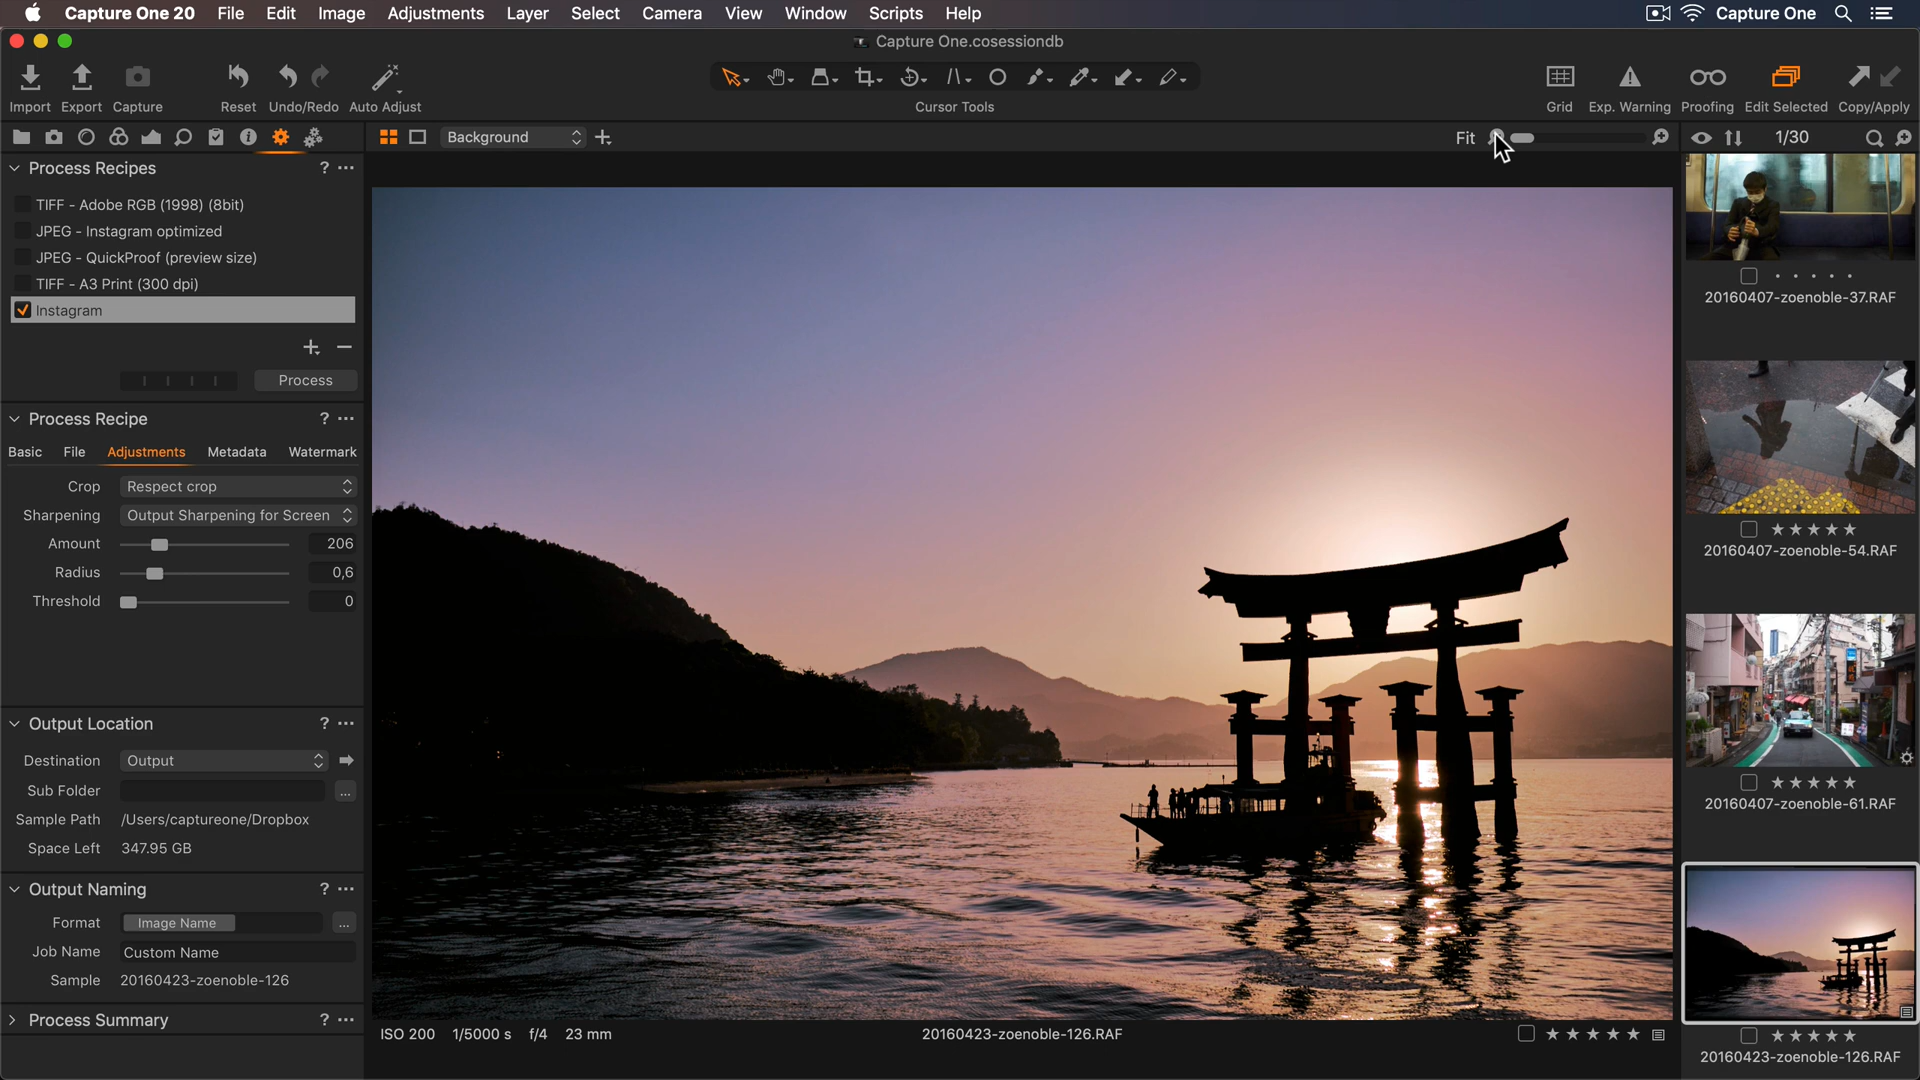 Capture One 20 File Edit Image Adjustments Layer Select Camera View Window Scripts Help Capture One
Capture One.cosessiondb
Import Export Capture Reset Undo/Redo Auto Adjust Cursor Tools Grid Exp. Warning Proofing Edit Selected Copy/Apply
Background Fit 1/30
Process Recipes ? ...
TIFF - Adobe RGB (1998) (8bit)
JPEG - Instagram optimized
JPEG - QuickProof (preview size)
TIFF - A3 Print (300 dpi)
Instagram
Process
Process Recipe ? ...
Basic File Adjustments Metadata Watermark
Crop Respect crop
Sharpening Output Sharpening for Screen
Amount 206
Radius 0,6
Threshold 0
Output Location ? ...
Destination Output
Sub Folder ...
Sample Path /Users/captureone/Dropbox
Space Left 347.95 GB
Output Naming ? ...
Format Image Name ...
Job Name Custom Name
Sample 20160423-zoenoble-126
Process Summary ? ...
ISO 200 1/5000 s f/4 23 mm
20160423-zoenoble-126.RAF
20160407-zoenoble-37.RAF
20160407-zoenoble-54.RAF
20160407-zoenoble-61.RAF
20160423-zoenoble-126.RAF